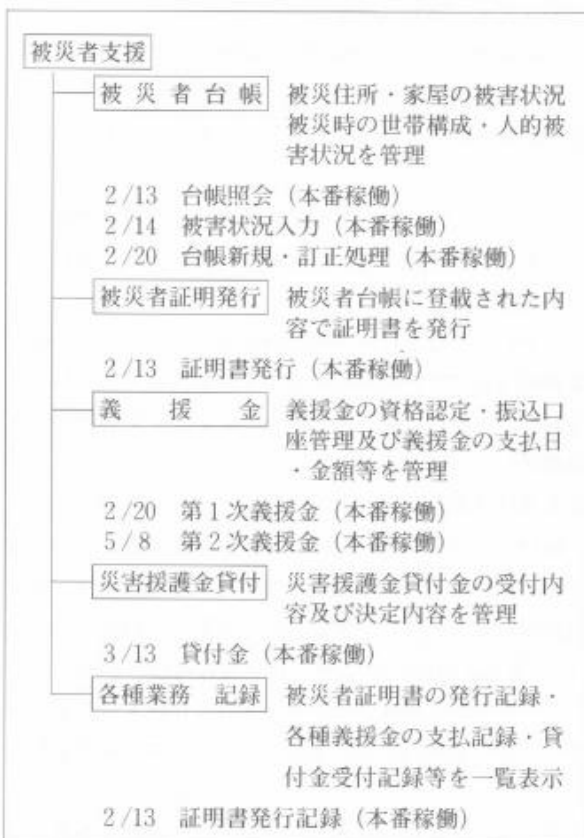 被災者支援
被災者台帳 被災住所・家屋の被害状況
被災時の世帯構成・人的被
害状況を管理
2/13 台帳照会（本番稼働）
2/14 被害状況入力（本番稼働）
2/20 台帳新規・訂正処理（本番稼働）
被災者証明発行 被災者台帳に登載された内
容で証明書を発行
2/13 証明書発行（本番稼働）
義援金 義援金の資格認定・振込口
座管理及び義援金の支払日
・金額等を管理
2/20 第1次義援金（本番稼働）
5/8 第2次義援金（本番稼働）
災害援護金貸付 災害援護金貸付金の受付内
容及び決定内容を管理
3/13 貸付金（本番稼働）
各種業務 記録 被災者証明書の発行記録・
各種義援金の支払記録・貸
付金受付記録等を一覧表示
2/13 証明書発行記録（本番稼働）